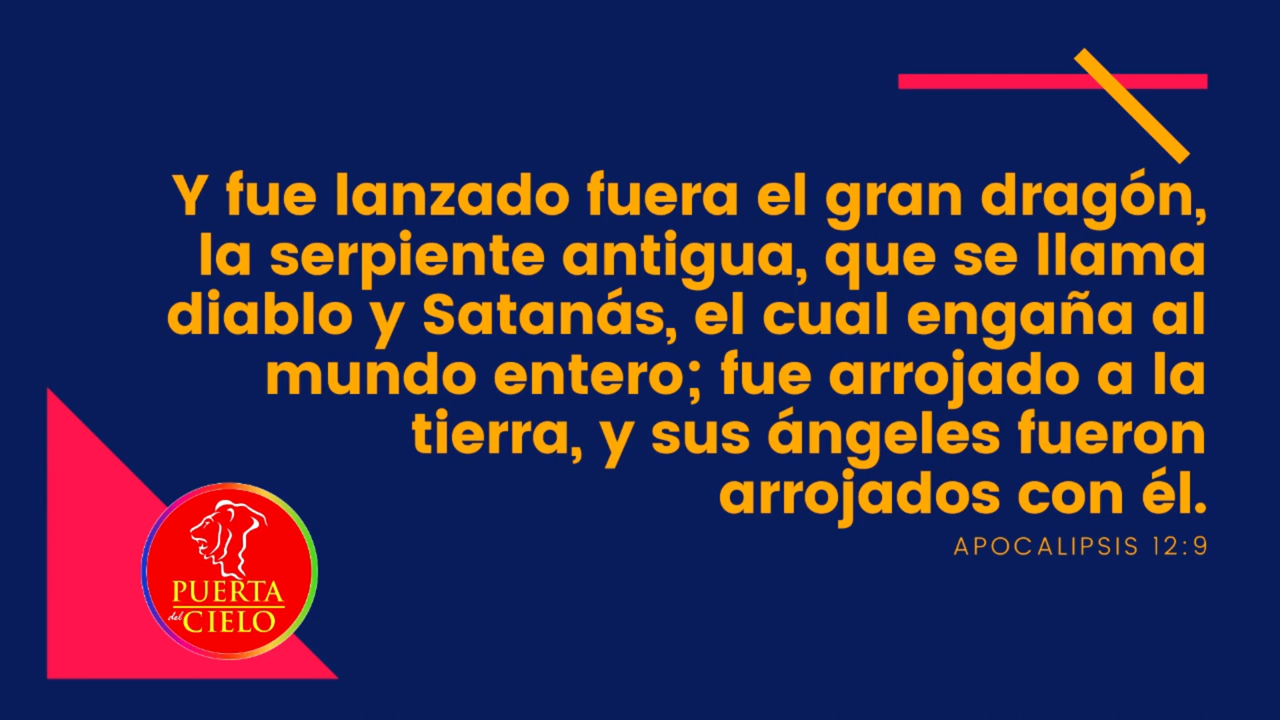 Y fue lanzado fuera el gran dragón,
la serpiente antigua, que se llama
diablo y Satanás, el cual engaña al
mundo entero; fue arrojado a la
tierra, y sus ángeles fueron
arrojados con él.
APOCALIPSIS 12:9
PUERTA
del CIELO